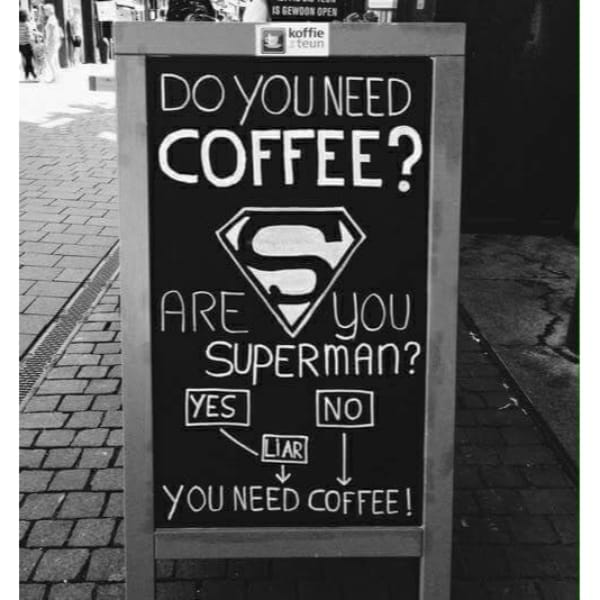 IS GEWOON OPEN
koffie
teun
DO YOU NEED
COFFEE?
S
ARE YOU
SUPERMAN?
YES NO
LIAR
YOU NEED COFFEE!